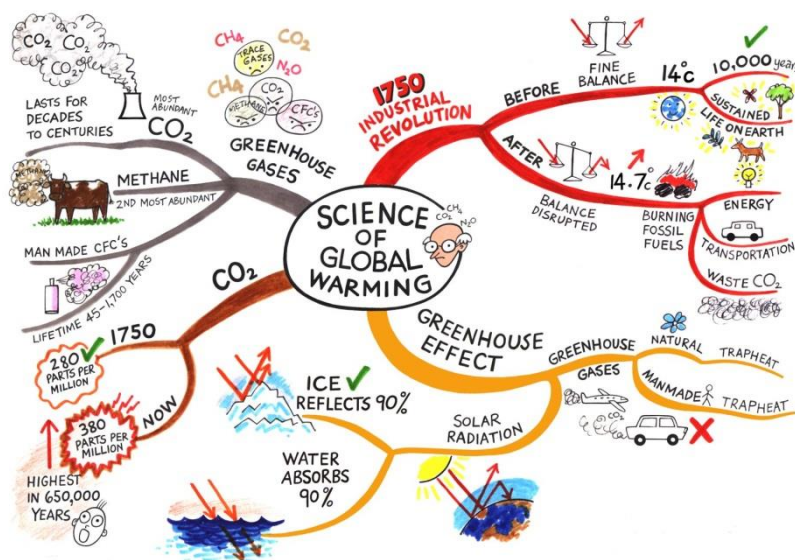 SCIENCE
OF
GLOBAL
WARMING
CH4
CO2
N2O
1750
INDUSTRIAL
REVOLUTION
BEFORE
FINE
BALANCE
14°C
10,000 years
SUSTAINED
LIFE ON EARTH
AFTER
BALANCE
DISRUPTED
14.7°C
BURNING
FOSSIL
FUELS
ENERGY
TRANSPORTATION
WASTE CO2
GREENHOUSE
EFFECT
GREENHOUSE
GASES
NATURAL
TRAPHEAT
MANMADE
TRAPHEAT
CO2
SOLAR
RADIATION
ICE
REFLECTS 90%
WATER
ABSORBS
90%
CO2
1750
280
PARTS PER
MILLION
NOW
380
PARTS PER
MILLION
HIGHEST
IN 650,000
YEARS
GREENHOUSE
GASES
CH4
CO2
TRACE
GASES
N2O
CH4
CO2
METHANE
CFC's
CO2
CO2
CO2
MOST
ABUNDANT
CO2
LASTS FOR
DECADES
TO CENTURIES
METHANE
METHANE
2ND MOST ABUNDANT
MAN MADE CFC'S
LIFETIME 45-1,700 YEARS